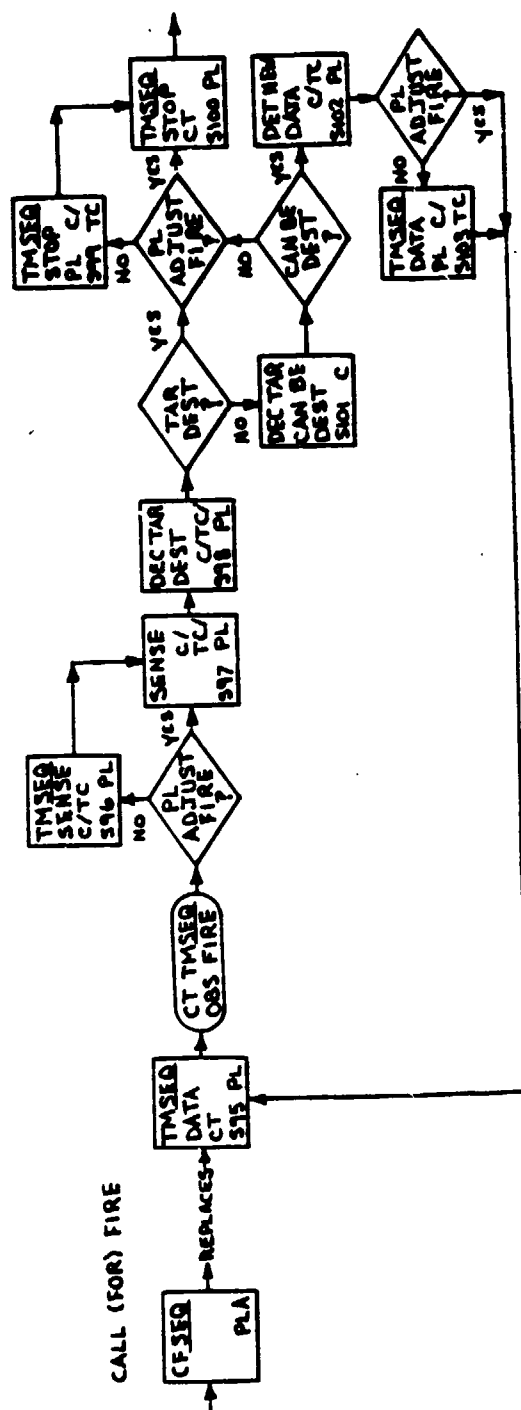 CALL (FOR) FIRE
CFSEQ
PLA
REPLACES
TMSEQ
DATA
CT
S95 PL
CT TMSEQ
OBS FIRE
PL
ADJUST
FIRE
?
NO
YES
TMSEQ
SENSE
C/TC
S96 PL
SENSE
C/
TC/
S97 PL
DEC TAR
DEST
C/TC/
S98 PL
TAR
DEST
?
YES
NO
PL
ADJUST
FIRE
?
NO
YES
TMSEQ
STOP
PL C/
S99 TC
TMSEQ
STOP
CT
S100 PL
DEC TAR
CAN BE
DEST
S101 C
CAN BE
DEST
?
NO
YES
DET NEW
DATA
C/TC
S102 PL
PL
ADJUST
FIRE
NO
YES
TMSEQ
DATA
PL C/
S103 TC